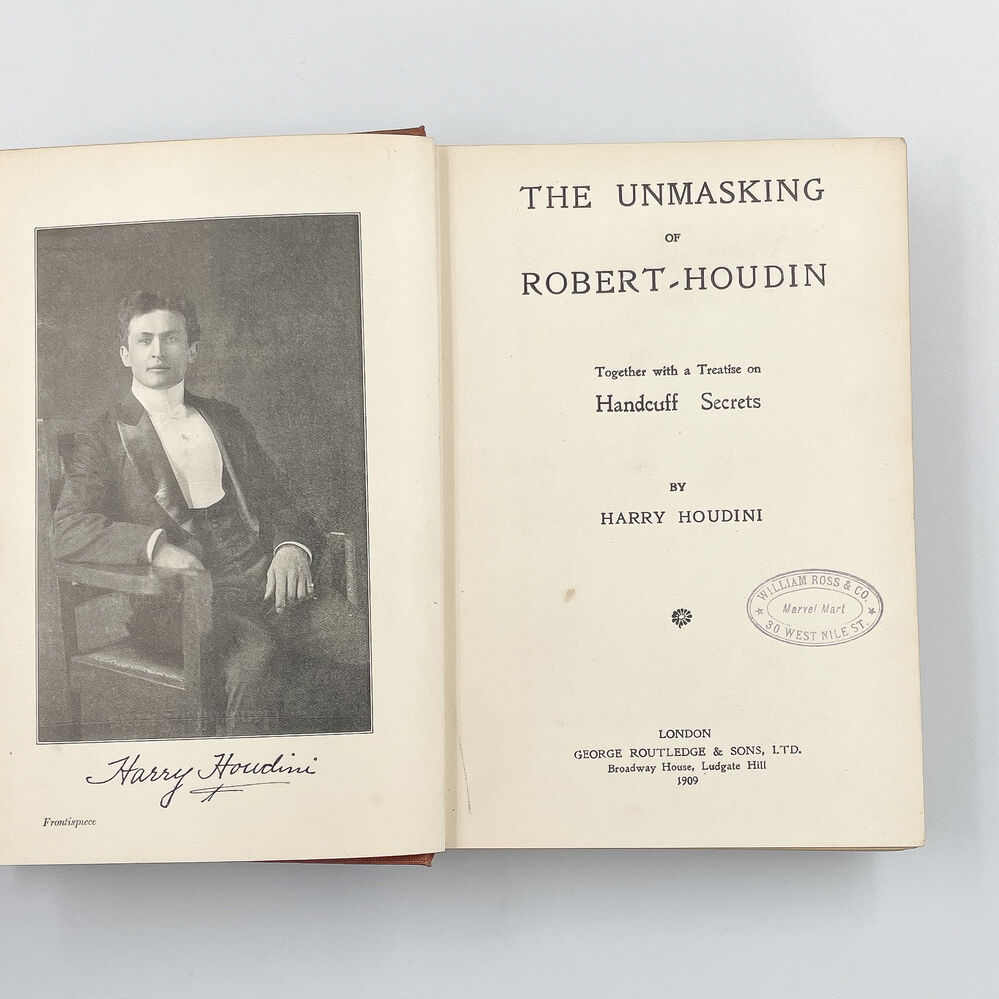 Harry Houdini
Frontispiece
THE UNMASKING
OF
ROBERT-HOUDIN
Together with a Treatise on
Handcuff Secrets
BY
HARRY HOUDINI
WILLIAM ROSS & CO.
Marvel Mart
30 WEST NILE ST.
LONDON
GEORGE ROUTLEDGE & SONS, LTD.
Broadway House, Ludgate Hill
1909